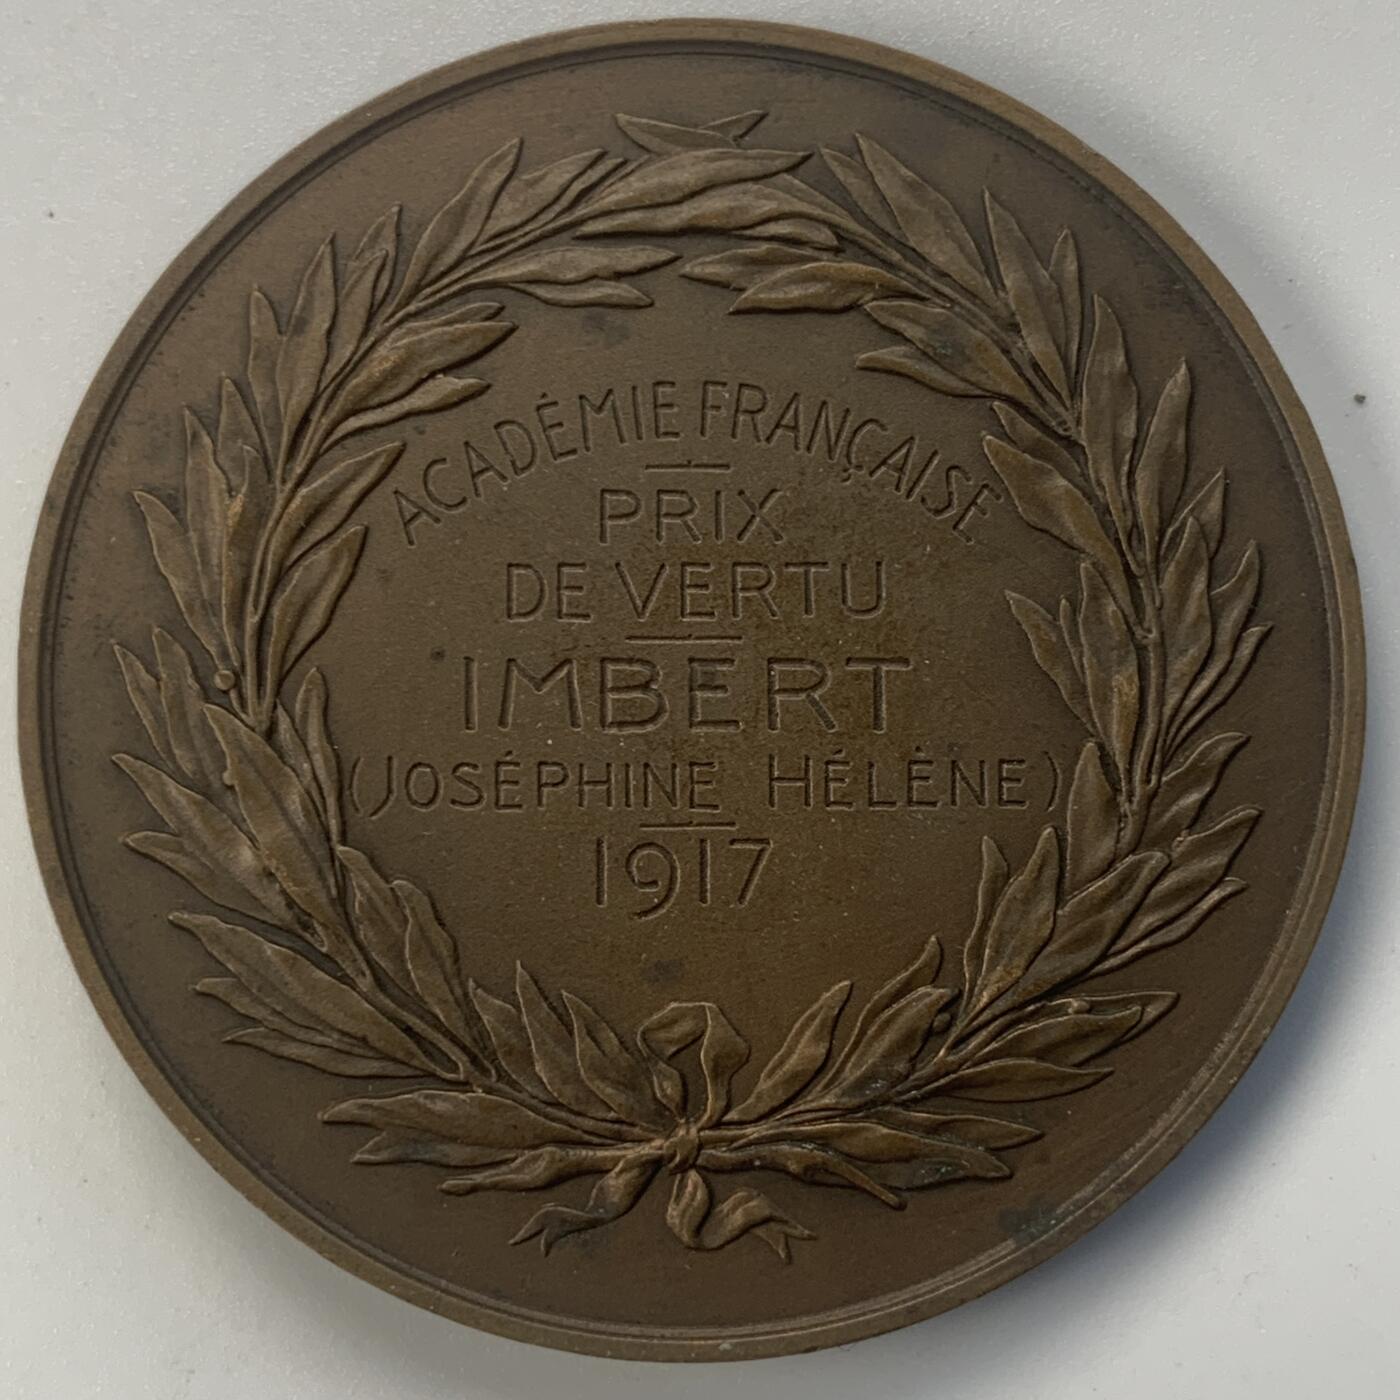 ACADÉMIE FRANÇAISE
PRIX
DE VERTU
IMBERT
(JOSÉPHINE HÉLÈNE)
1917